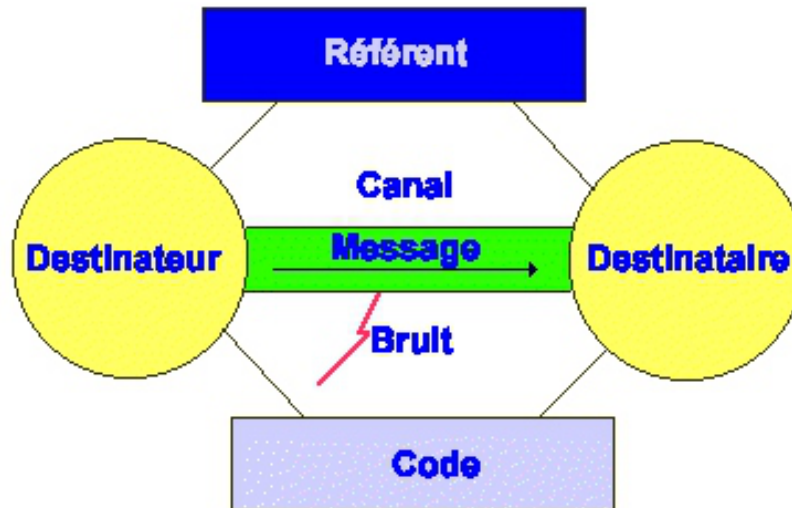 Référent
Canal
Destinateur
Message
Destinataire
Bruit
Code